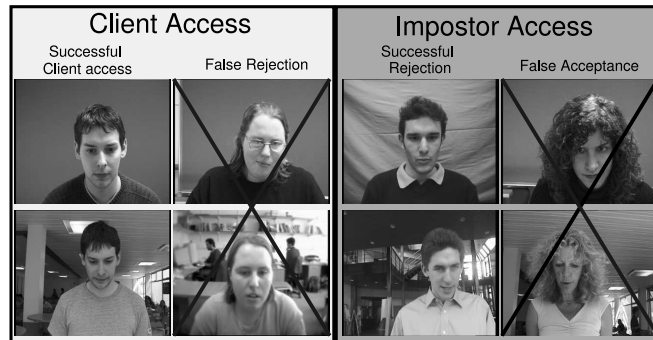 Client Access
Successful
Client access
False Rejection
Impostor Access
Successful
Rejection
False Acceptance